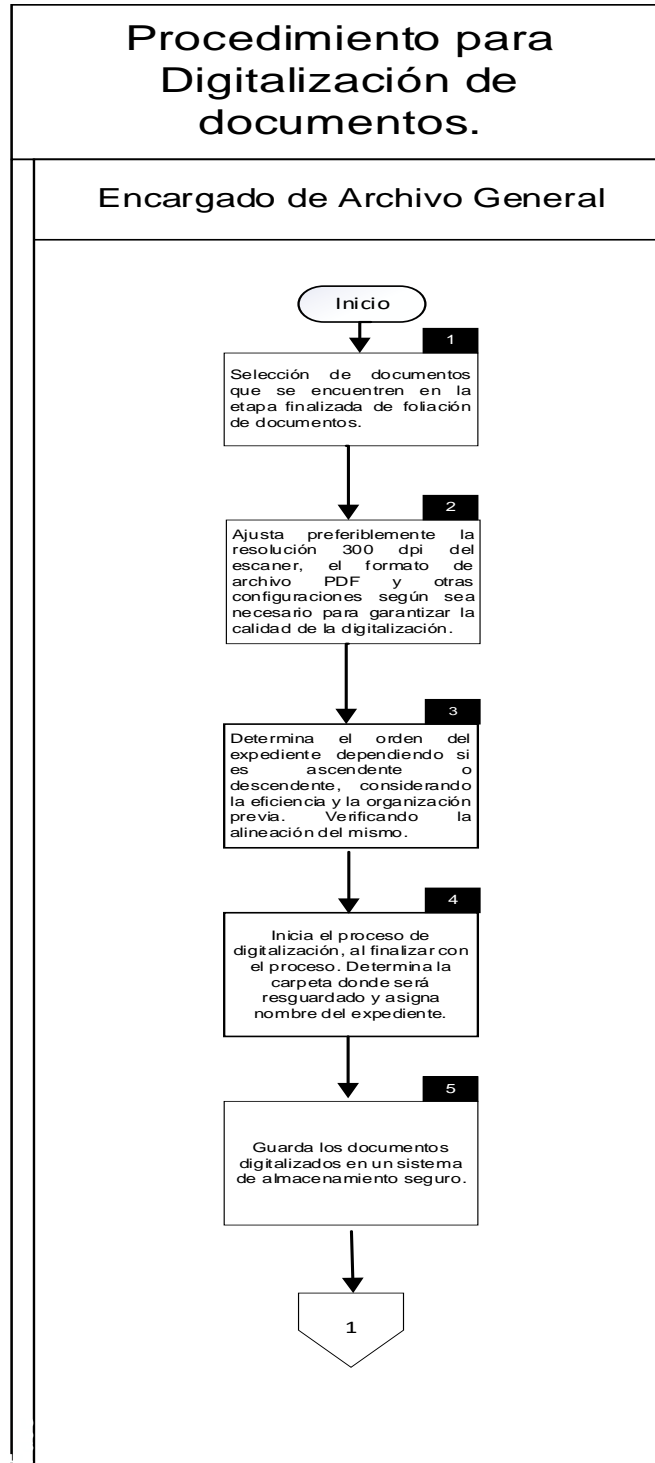 Procedimiento para
Digitalización de
documentos.
Encargado de Archivo General
Inicio
1
Selección de documentos
que se encuentren en la
etapa finalizada de foliación
de documentos.
2
Ajusta preferiblemente la
resolución 300 dpi del
escaner, el formato de
archivo PDF y otras
configuraciones según sea
necesario para garantizar la
calidad de la digitalización.
3
Determina el orden del
expediente dependiendo si
es ascendente o
descendente, considerando
la eficiencia y la organización
previa. Verificando la
alineación del mismo.
4
Inicia el proceso de
digitalización, al finalizar con
el proceso. Determina la
carpeta donde será
resguardado y asigna
nombre del expediente.
5
Guarda los documentos
digitalizados en un sistema
de almacenamiento seguro.
1